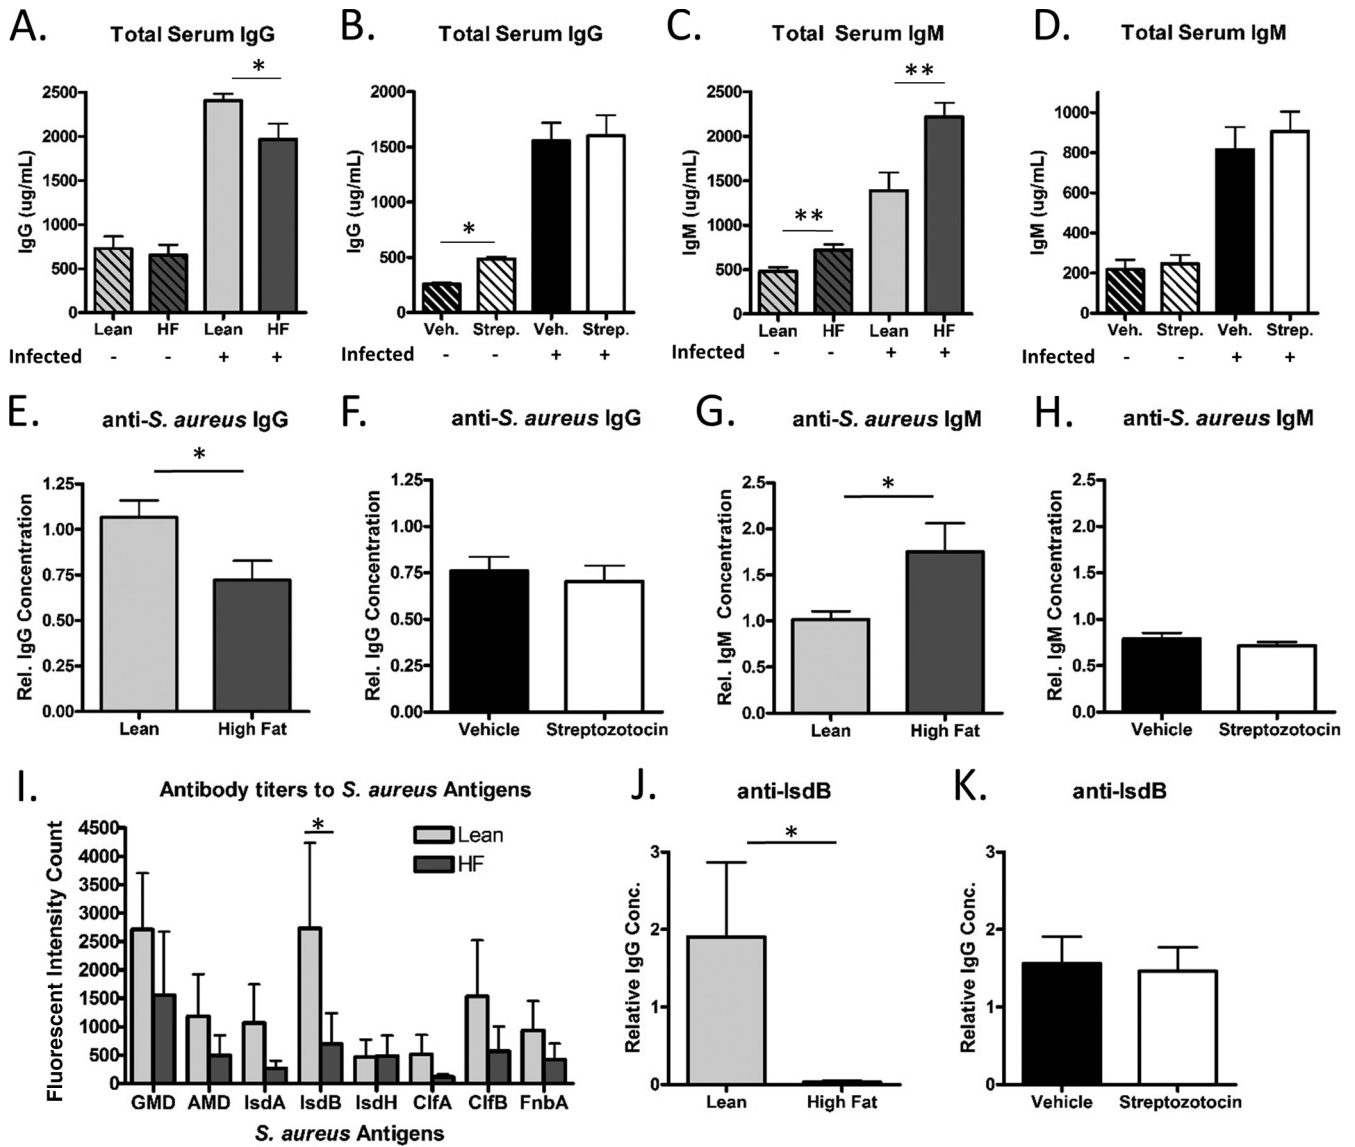 A.
Total Serum IgG
*
IgG (ug/mL)
2500
2000
1500
1000
500
0
Lean HF Lean HF
Infected - - + +
B.
Total Serum IgG
*
IgG (ug/mL)
2000
1500
1000
500
0
Veh. Strep. Veh. Strep.
Infected - - + +
C.
Total Serum IgM
**
**
IgM (ug/mL)
2500
2000
1500
1000
500
0
Lean HF Lean HF
Infected - - + +
D.
Total Serum IgM
IgM (ug/mL)
1000
800
600
400
200
0
Veh. Strep. Veh. Strep.
Infected - - + +
E.
anti-S. aureus IgG
*
Rel. IgG Concentration
1.25
1.00
0.75
0.50
0.25
0.00
Lean High Fat
F.
anti-S. aureus IgG
Rel. IgG Concentration
1.25
1.00
0.75
0.50
0.25
0.00
Vehicle Streptozotocin
G.
anti-S. aureus IgM
*
Rel. IgM Concentration
2.5
2.0
1.5
1.0
0.5
0.0
Lean High Fat
H.
anti-S. aureus IgM
Rel. IgM Concentration
2.5
2.0
1.5
1.0
0.5
0.0
Vehicle Streptozotocin
I.
Antibody titers to S. aureus Antigens
*
Lean
HF
Fluorescent Intensity Count
4500
4000
3500
3000
2500
2000
1500
1000
500
0
GMD AMD IsdA IsdB IsdH ClfA ClfB FnbA
S. aureus Antigens
J.
anti-IsdB
*
Relative IgG Conc.
3
2
1
0
Lean High Fat
K.
anti-IsdB
Relative IgG Conc.
3
2
1
0
Vehicle Streptozotocin